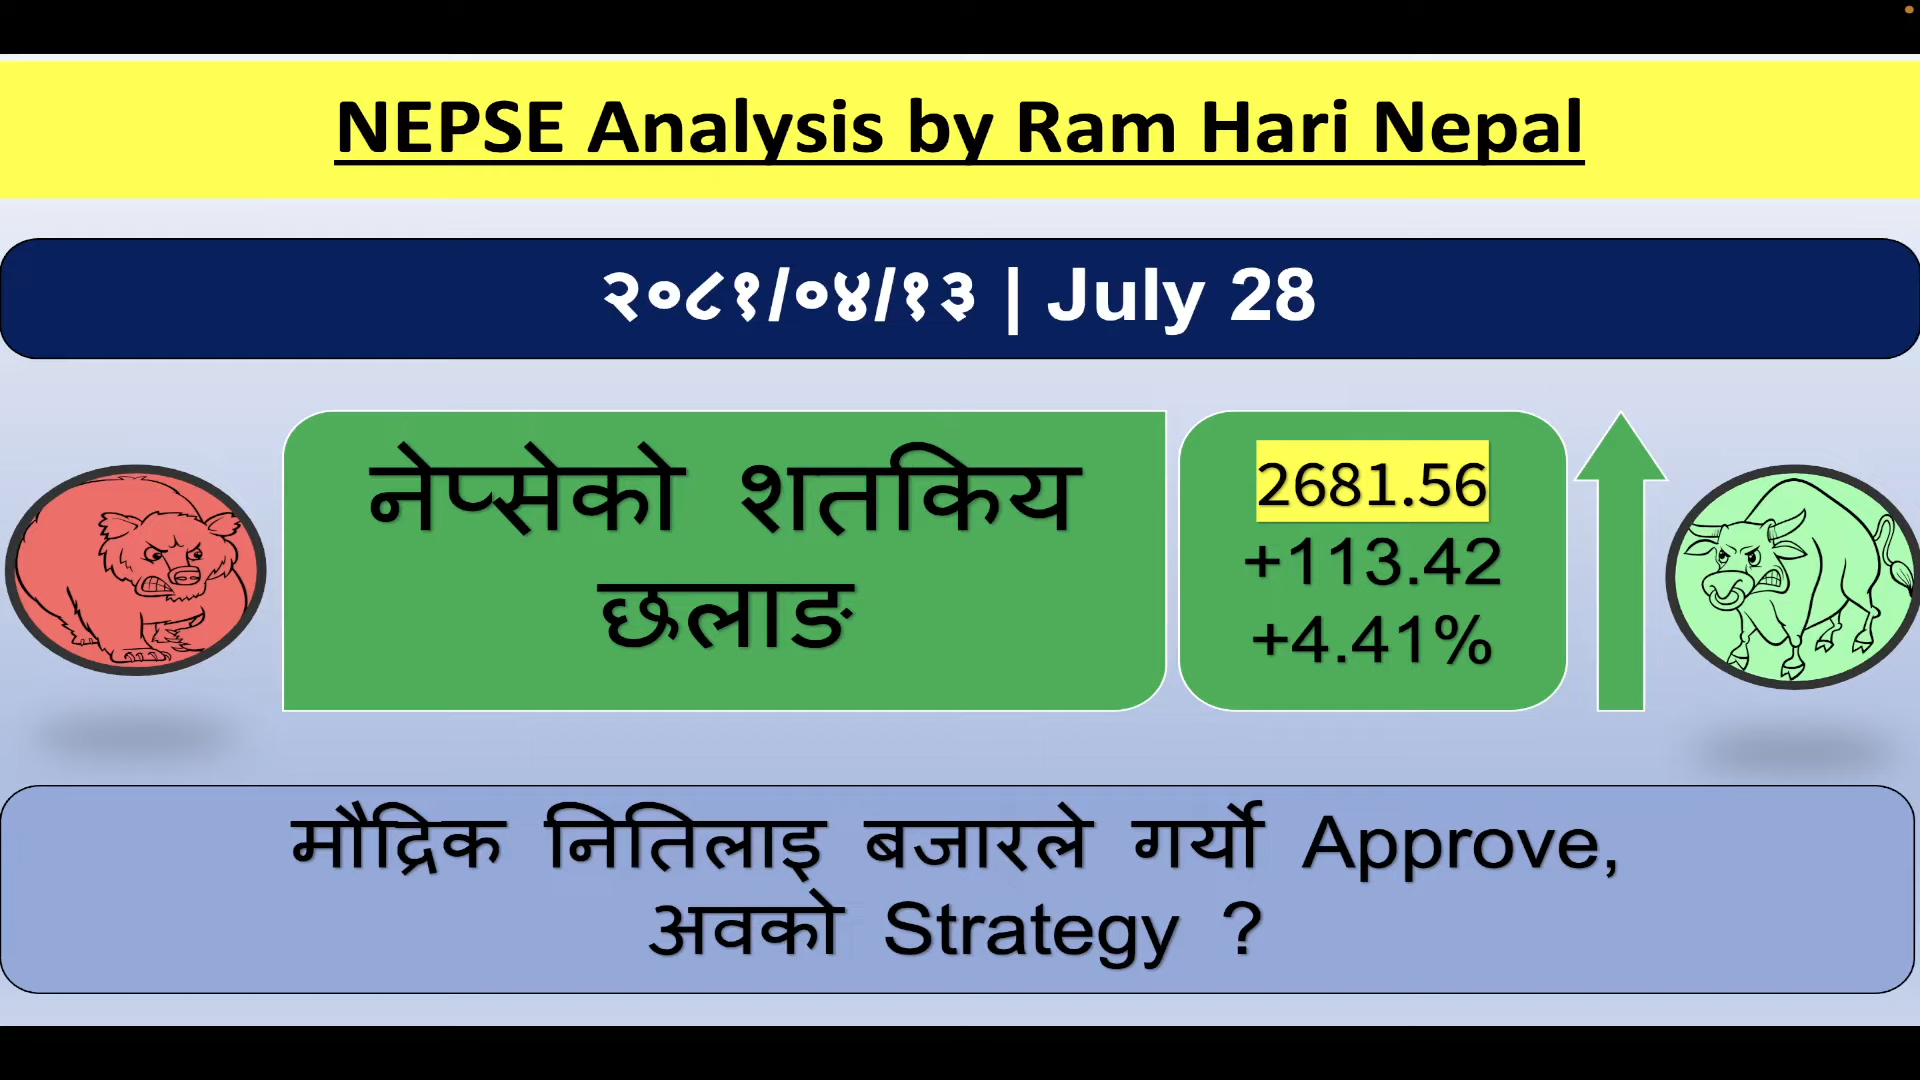 NEPSE Analysis by Ram Hari Nepal
२०८१/०४/१३ | July 28
नेप्सेको शतकिय
छलाङ
2681.56
+113.42
+4.41%
मौद्रिक नितिलाइ बजारले गर्यो Approve,
अवको Strategy ?